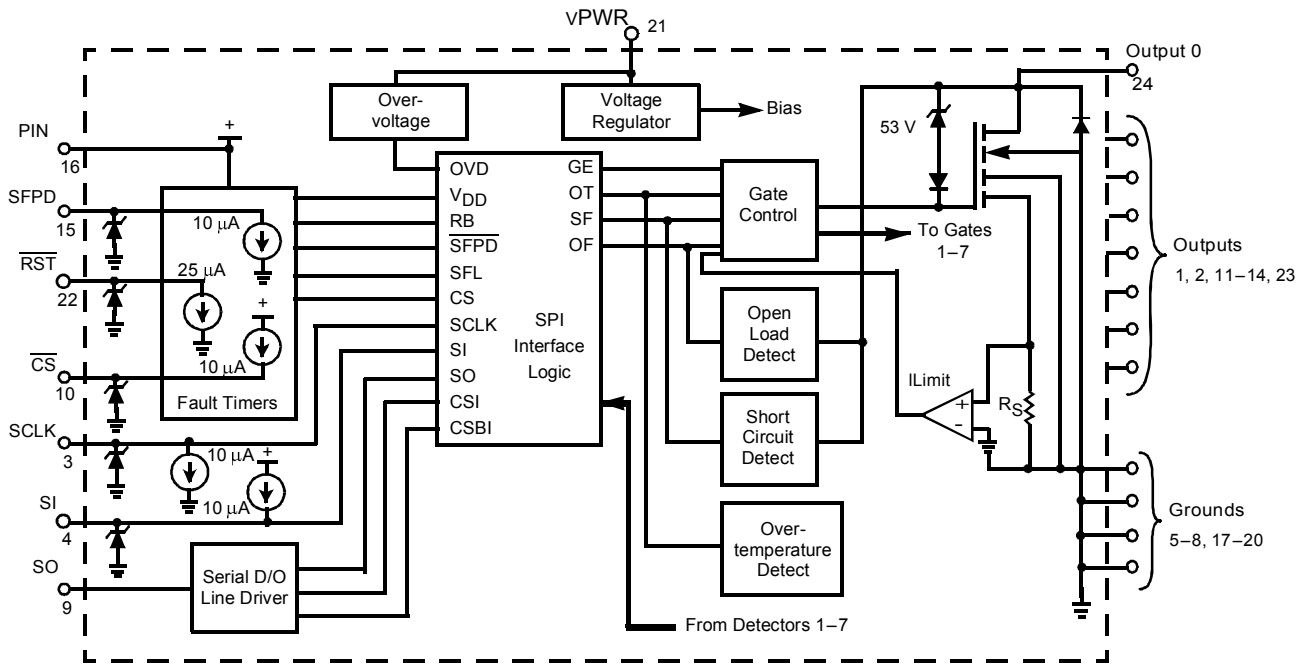 VPWR
21
Output 0
24
Over-
voltage
Voltage
Regulator
Bias
53 V
PIN
16
+
SFPD
15
10 µA
RST
22
25 µA
+
10 µA
CS
10
Fault Timers
SCLK
3
10 µA
+
10 µA
SI
4
SO
9
Serial D/O
Line Driver
OVD
VDD
RB
SFPD
SFL
CS
SCLK
SI
SO
CSI
CSBI
GE
OT
SF
OF
SPI
Interface
Logic
Gate
Control
To Gates
1–7
Open
Load
Detect
Short
Circuit
Detect
Over-
temperature
Detect
From Detectors 1–7
ILimit
+
-
RS
Outputs
1, 2, 11–14, 23
Grounds
5–8, 17–20